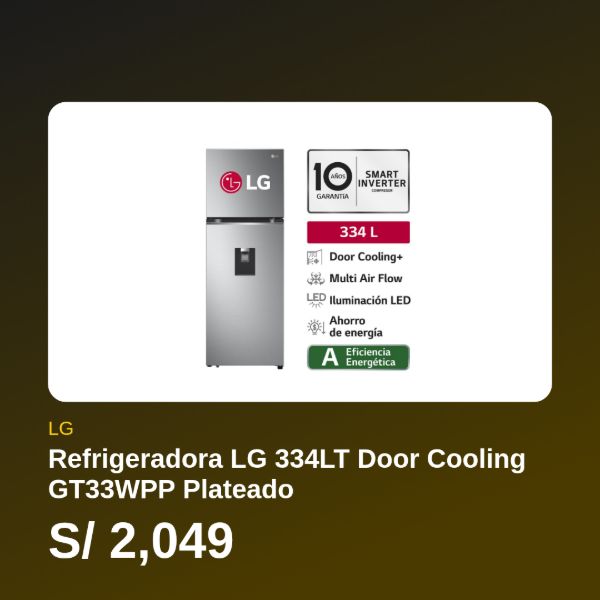 LG
10 AÑOS
GARANTÍA
SMART
INVERTER
COMPRESSOR
334 L
Door Cooling+
Multi Air Flow
LED Iluminación LED
Ahorro
de energía
A Eficiencia
Energética
LG
Refrigeradora LG 334LT Door Cooling
GT33WPP Plateado
S/ 2,049